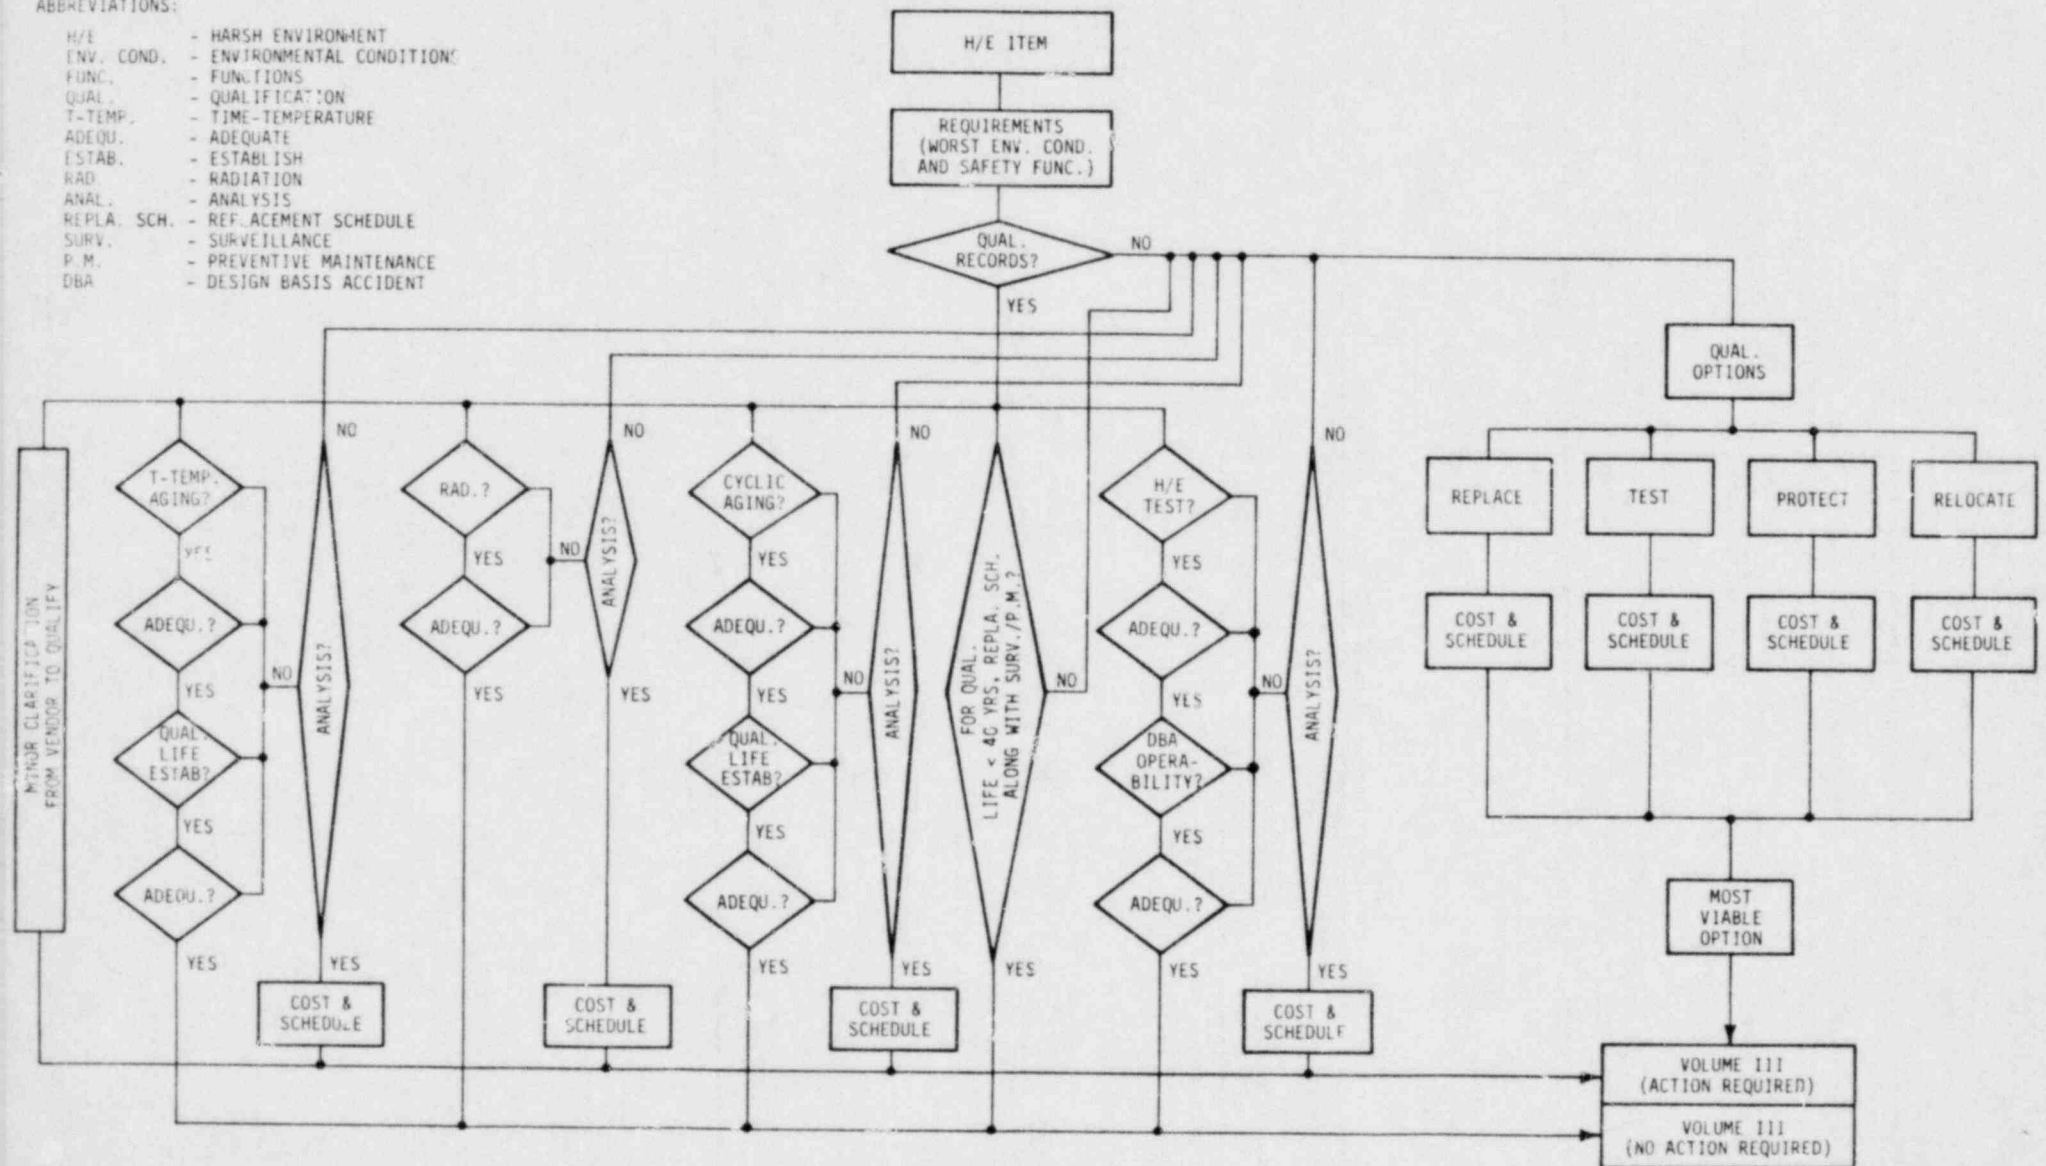 ABBREVIATIONS:
H/E - HARSH ENVIRONMENT
ENV. COND. - ENVIRONMENTAL CONDITIONS
FUNC. - FUNCTIONS
QUAL. - QUALIFICATION
T-TEMP. - TIME-TEMPERATURE
ADEQU. - ADEQUATE
ESTAB. - ESTABLISH
RAD. - RADIATION
ANAL. - ANALYSIS
REPLA. SCH. - REPLACEMENT SCHEDULE
SURV. - SURVEILLANCE
P.M. - PREVENTIVE MAINTENANCE
DBA - DESIGN BASIS ACCIDENT
H/E ITEM
REQUIREMENTS
(WORST ENV. COND.
AND SAFETY FUNC.)
QUAL.
RECORDS?
NO
YES
QUAL.
OPTIONS
REPLACE
TEST
PROTECT
RELOCATE
COST &
SCHEDULE
COST &
SCHEDULE
COST &
SCHEDULE
COST &
SCHEDULE
MOST
VIABLE
OPTION
MINOR CLARIFICATION
FROM VENDOR TO QUALIFY
T-TEMP.
AGING?
YES
ADEQU.?
YES
QUAL.
LIFE
ESTAB?
YES
ADEQU.?
YES
NO
NO
ANALYSIS?
YES
COST &
SCHEDULE
RAD.?
YES
ADEQU.?
YES
NO
NO
ANALYSIS?
YES
COST &
SCHEDULE
CYCLIC
AGING?
YES
ADEQU.?
YES
QUAL.
LIFE
ESTAB?
YES
ADEQU.?
YES
NO
NO
ANALYSIS?
YES
COST &
SCHEDULE
FOR QUAL.
LIFE < 40 YRS, REPLA. SCH.
ALONG WITH SURV./P.M.?
NO
YES
H/E
TEST?
YES
ADEQU.?
YES
DBA
OPERA-
BILITY?
YES
ADEQU.?
YES
NO
NO
ANALYSIS?
YES
COST &
SCHEDULE
VOLUME III
(ACTION REQUIRED)
VOLUME III
(NO ACTION REQUIRED)